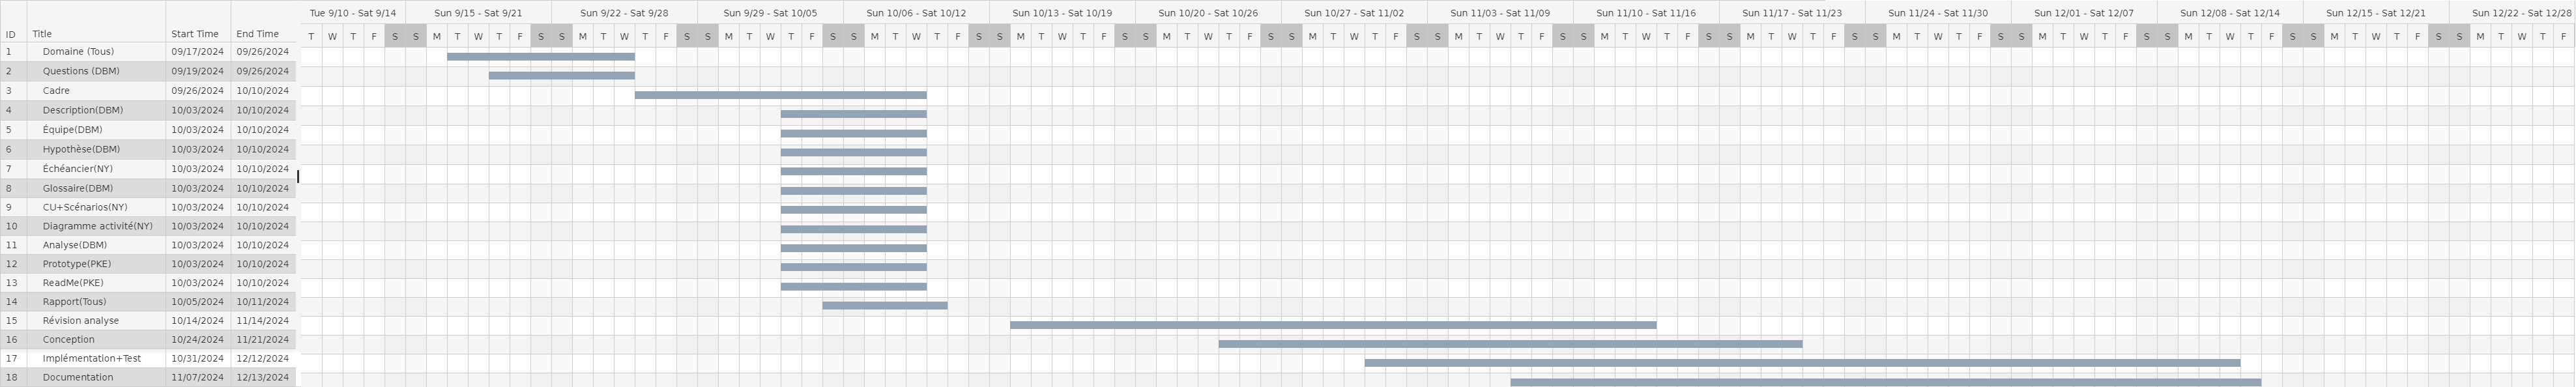 Tue 9/10 - Sat 9/14 Sun 9/15 - Sat 9/21 Sun 9/22 - Sat 9/28 Sun 9/29 - Sat 10/05 Sun 10/06 - Sat 10/12 Sun 10/13 - Sat 10/19 Sun 10/20 - Sat 10/26 Sun 10/27 - Sat 11/02 Sun 11/03 - Sat 11/09 Sun 11/10 - Sat 11/16 Sun 11/17 - Sat 11/23 Sun 11/24 - Sat 11/30 Sun 12/01 - Sat 12/07 Sun 12/08 - Sat 12/14 Sun 12/15 - Sat 12/21 Sun 12/22 - Sat 12/28
ID Title Start Time End Time T W T F S S M T W T F S S M T W T F S S M T W T F S S M T W T F S S M T W T F S S M T W T F S S M T W T F S S M T W T F S S M T W T F S S M T W T F S S M T W T F S S M T W T F S S M T W T F S S M T W T F S S M T W T F S S M T W T F
1 Domaine (Tous) 09/17/2024 09/26/2024
2 Questions (DBM) 09/19/2024 09/26/2024
3 Cadre 09/26/2024 10/10/2024
4 Description(DBM) 10/03/2024 10/10/2024
5 Équipe(DBM) 10/03/2024 10/10/2024
6 Hypothèse(DBM) 10/03/2024 10/10/2024
7 Échéancier(NY) 10/03/2024 10/10/2024
8 Glossaire(DBM) 10/03/2024 10/10/2024
9 CU+Scénarios(NY) 10/03/2024 10/10/2024
10 Diagramme activité(NY) 10/03/2024 10/10/2024
11 Analyse(DBM) 10/03/2024 10/10/2024
12 Prototype(PKE) 10/03/2024 10/10/2024
13 ReadMe(PKE) 10/03/2024 10/10/2024
14 Rapport(Tous) 10/05/2024 10/11/2024
15 Révision analyse 10/14/2024 11/14/2024
16 Conception 10/24/2024 11/21/2024
17 Implémentation+Test 10/31/2024 12/12/2024
18 Documentation 11/07/2024 12/13/2024